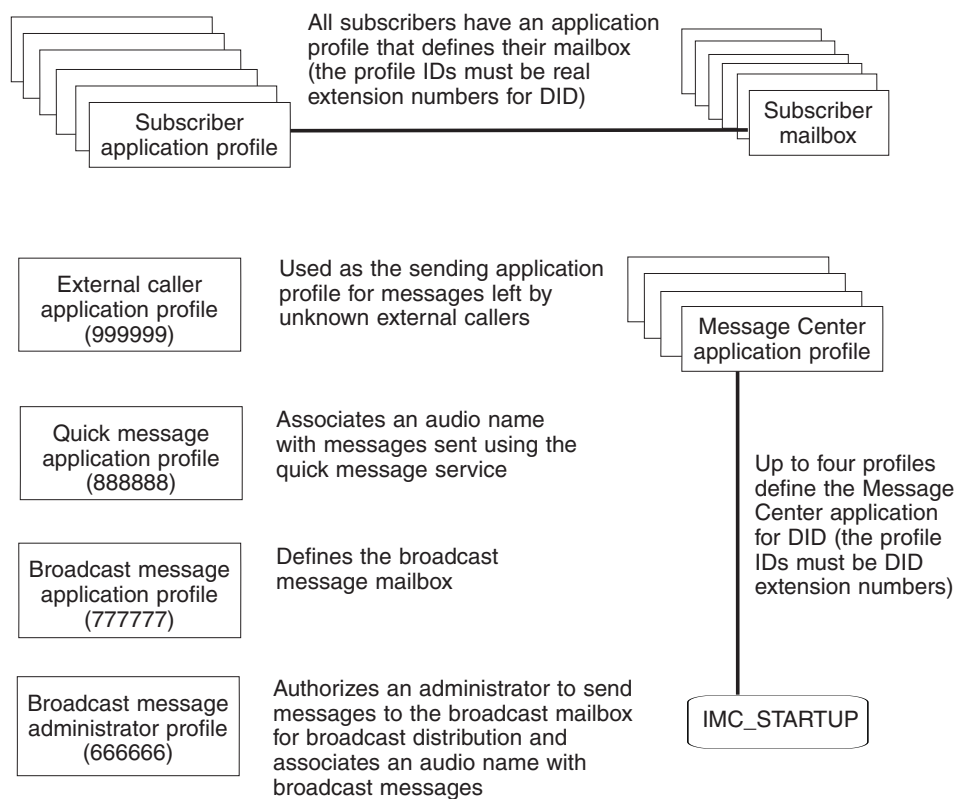 All subscribers have an application
profile that defines their mailbox
(the profile IDs must be real
extension numbers for DID)
Subscriber
application profile
Subscriber
mailbox
External caller
application profile
(999999)
Used as the sending application
profile for messages left by
unknown external callers
Message Center
application profile
Quick message
application profile
(888888)
Associates an audio name
with messages sent using the
quick message service
Up to four profiles
define the Message
Center application
for DID (the profile
IDs must be DID
extension numbers)
Broadcast message
application profile
(777777)
Defines the broadcast
message mailbox
Broadcast message
administrator profile
(666666)
Authorizes an administrator to send
messages to the broadcast mailbox
for broadcast distribution and
associates an audio name with
broadcast messages
IMC_STARTUP